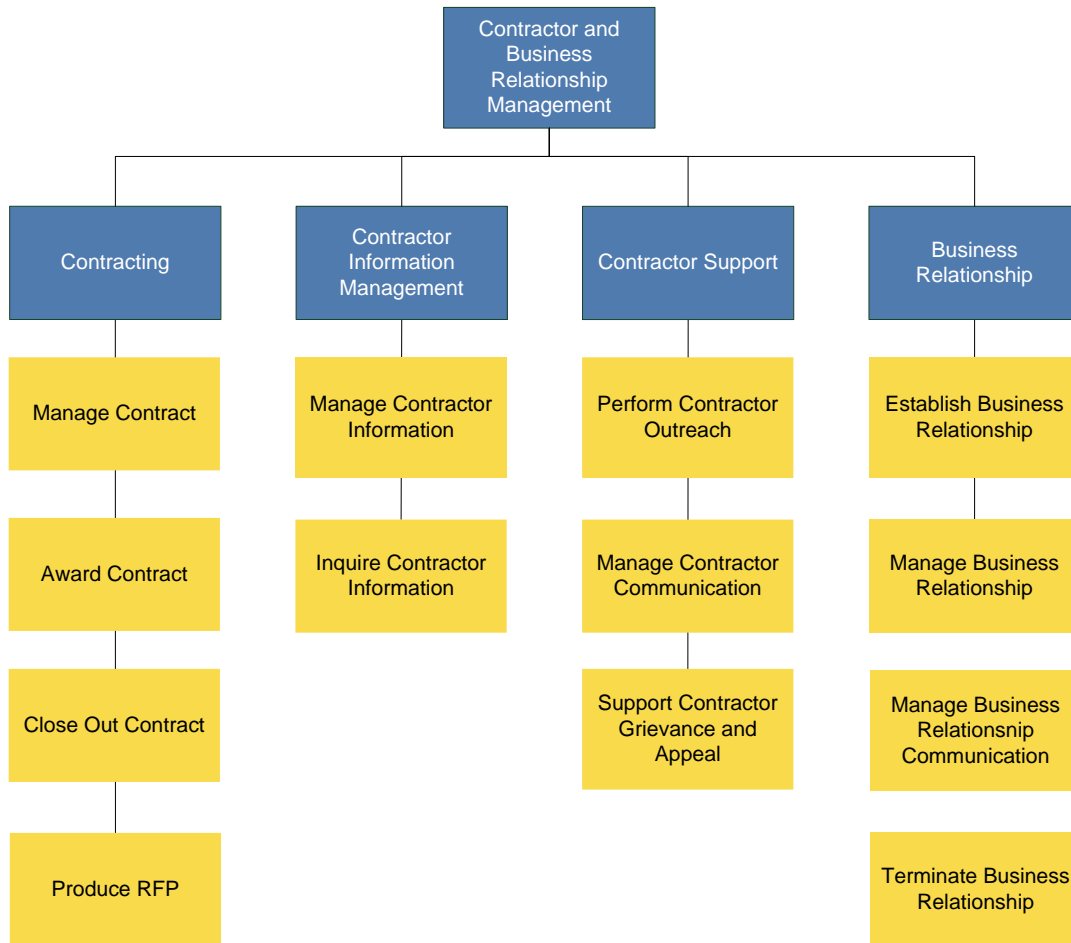 Contractor and
Business
Relationship
Management
Contracting
Contractor
Information
Management
Contractor Support
Business
Relationship
Manage Contract
Manage Contractor
Information
Perform Contractor
Outreach
Establish Business
Relationship
Award Contract
Inquire Contractor
Information
Manage Contractor
Communication
Manage Business
Relationship
Close Out Contract
Support Contractor
Grievance and
Appeal
Manage Business
Relationsnip
Communication
Produce RFP
Terminate Business
Relationship